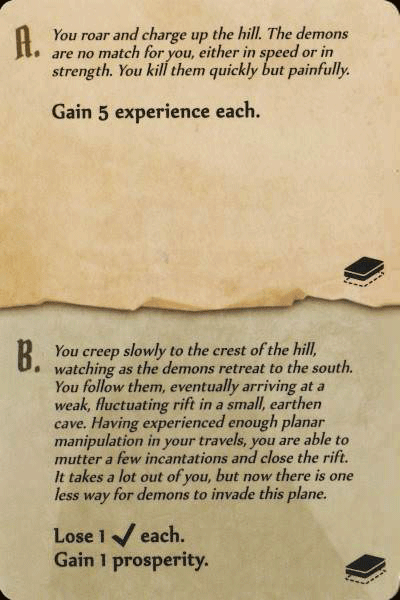 A. You roar and charge up the hill. The demons
are no match for you, either in speed or in
strength. You kill them quickly but painfully.
Gain 5 experience each.
B. You creep slowly to the crest of the hill,
watching as the demons retreat to the south.
You follow them, eventually arriving at a
weak, fluctuating rift in a small, earthen
cave. Having experienced enough planar
manipulation in your travels, you are able to
mutter a few incantations and close the rift.
It takes a lot out of you, but now there is one
less way for demons to invade this plane.
Lose 1 ✓ each.
Gain 1 prosperity.